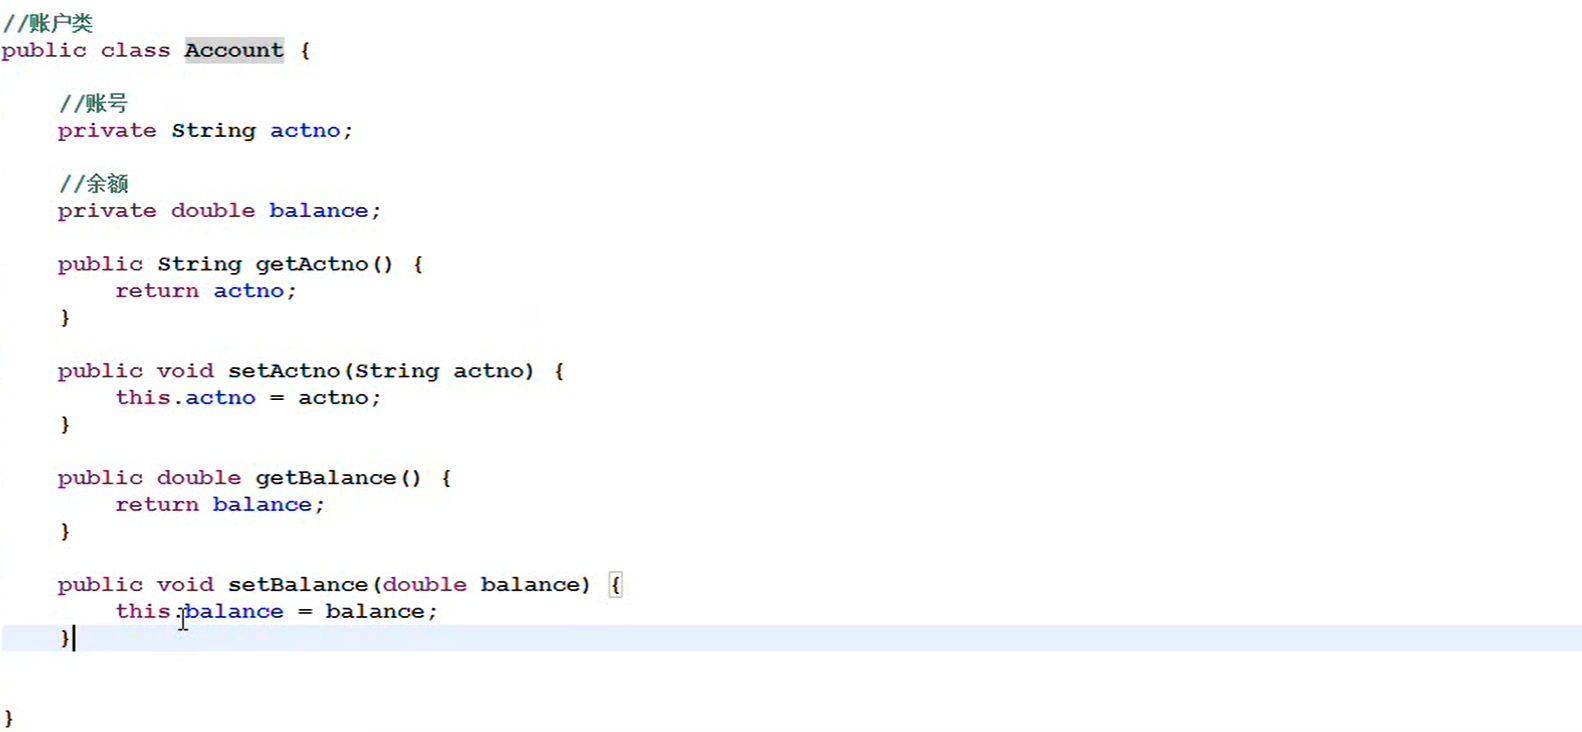 //账户类
public class Account {
//账号
private String actno;
//余额
private double balance;
public String getActno() {
return actno;
}
public void setActno(String actno) {
this.actno = actno;
}
public double getBalance() {
return balance;
}
public void setBalance(double balance) {
this.balance = balance;
}
}